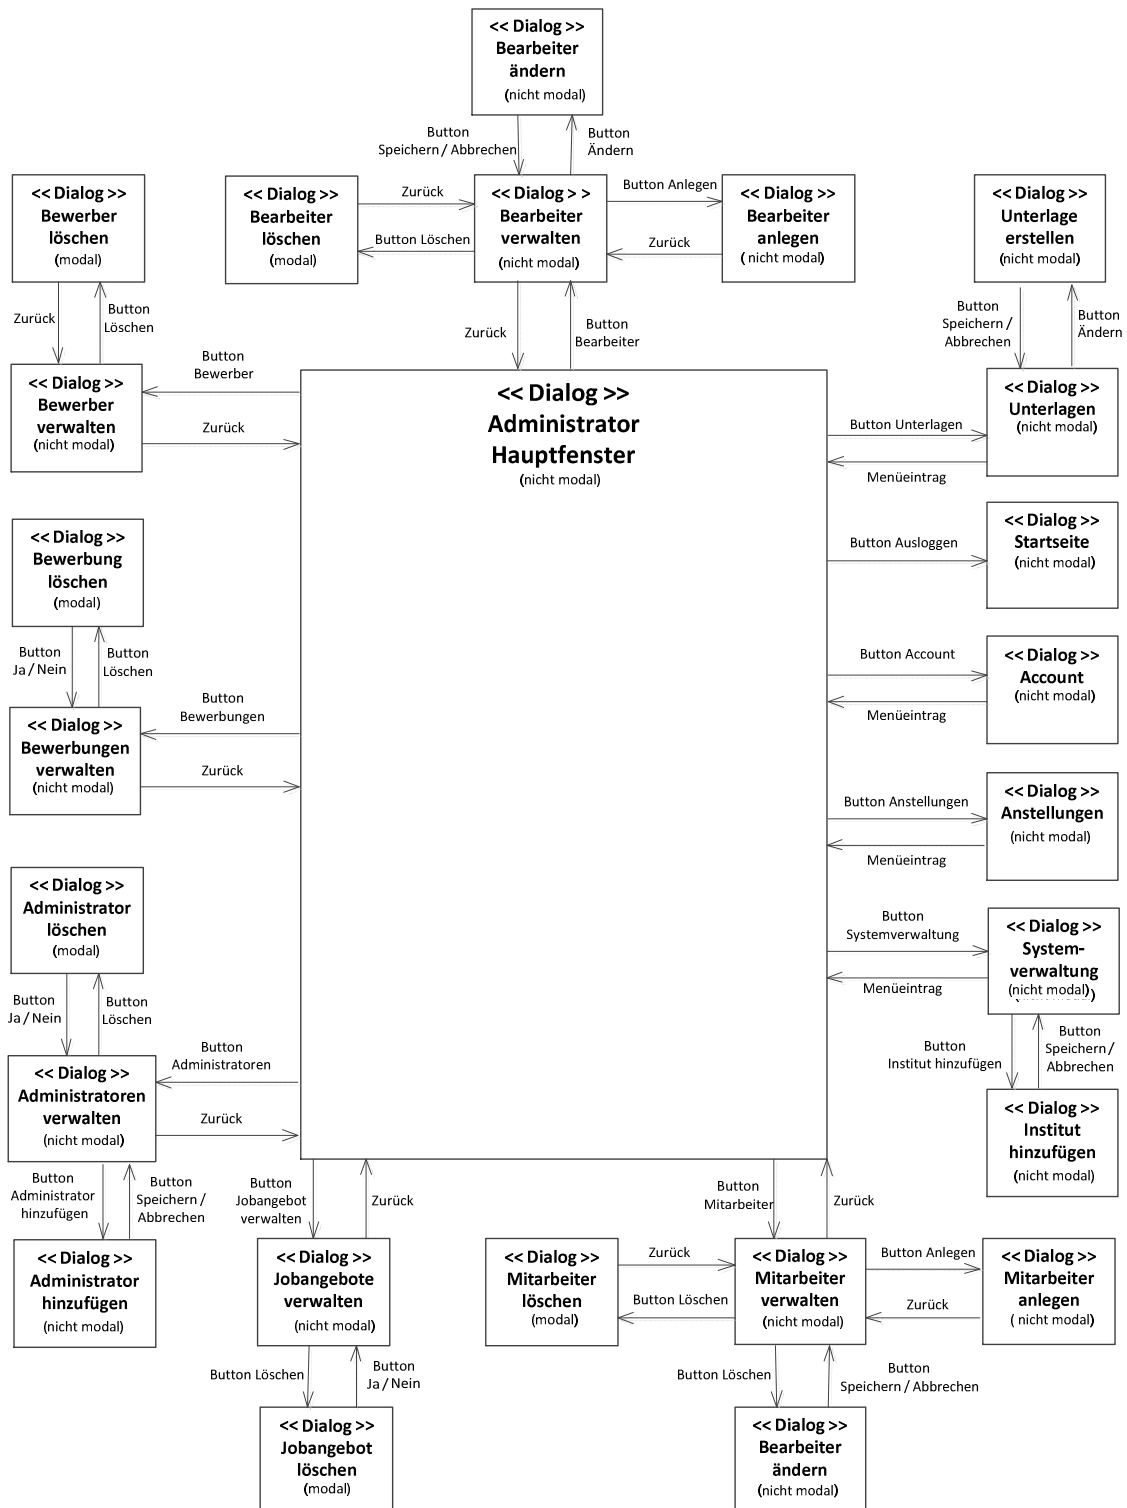 << Dialog >>
Bearbeiter
ändern
(nicht modal)
Button
Speichern / Abbrechen
Button
Ändern
<< Dialog >>
Bewerber
löschen
(modal)
<< Dialog >>
Bearbeiter
löschen
(modal)
Zurück
Button Löschen
<< Dialog > >
Bearbeiter
verwalten
(nicht modal)
Button Anlegen
Zurück
<< Dialog >>
Bearbeiter
anlegen
( nicht modal)
<< Dialog >>
Unterlage
erstellen
(nicht modal)
Zurück
Button
Löschen
Zurück
Button
Bearbeiter
Button
Speichern /
Abbrechen
Button
Ändern
<< Dialog >>
Bewerber
verwalten
(nicht modal)
Button
Bewerber
Zurück
<< Dialog >>
Administrator
Hauptfenster
(nicht modal)
Button Unterlagen
Menüeintrag
<< Dialog >>
Unterlagen
(nicht modal)
<< Dialog >>
Bewerbung
löschen
(modal)
Button Ausloggen
<< Dialog >>
Startseite
(nicht modal)
Button
Ja / Nein
Button
Löschen
Button Account
Menüeintrag
<< Dialog >>
Account
(nicht modal)
<< Dialog >>
Bewerbungen
verwalten
(nicht modal)
Button
Bewerbungen
Zurück
Button Anstellungen
Menüeintrag
<< Dialog >>
Anstellungen
(nicht modal)
<< Dialog >>
Administrator
löschen
(modal)
Button
Systemverwaltung
Menüeintrag
<< Dialog >>
System-
verwaltung
(nicht modal)
Button
Ja / Nein
Button
Löschen
Button
Institut hinzufügen
Button
Speichern /
Abbrechen
<< Dialog >>
Administratoren
verwalten
(nicht modal)
Button
Administratoren
Zurück
<< Dialog >>
Institut
hinzufügen
(nicht modal)
Button
Administrator
hinzufügen
Button
Speichern /
Abbrechen
Button
Jobangebot
verwalten
Zurück
Button
Mitarbeiter
Zurück
<< Dialog >>
Administrator
hinzufügen
(nicht modal)
<< Dialog >>
Jobangebote
verwalten
(nicht modal)
<< Dialog >>
Mitarbeiter
löschen
(modal)
Zurück
Button Löschen
<< Dialog >>
Mitarbeiter
verwalten
(nicht modal)
Button Anlegen
Zurück
<< Dialog >>
Mitarbeiter
anlegen
( nicht modal)
Button Löschen
Button
Ja / Nein
Button Löschen
Button
Speichern / Abbrechen
<< Dialog >>
Jobangebot
löschen
(modal)
<< Dialog >>
Bearbeiter
ändern
(nicht modal)